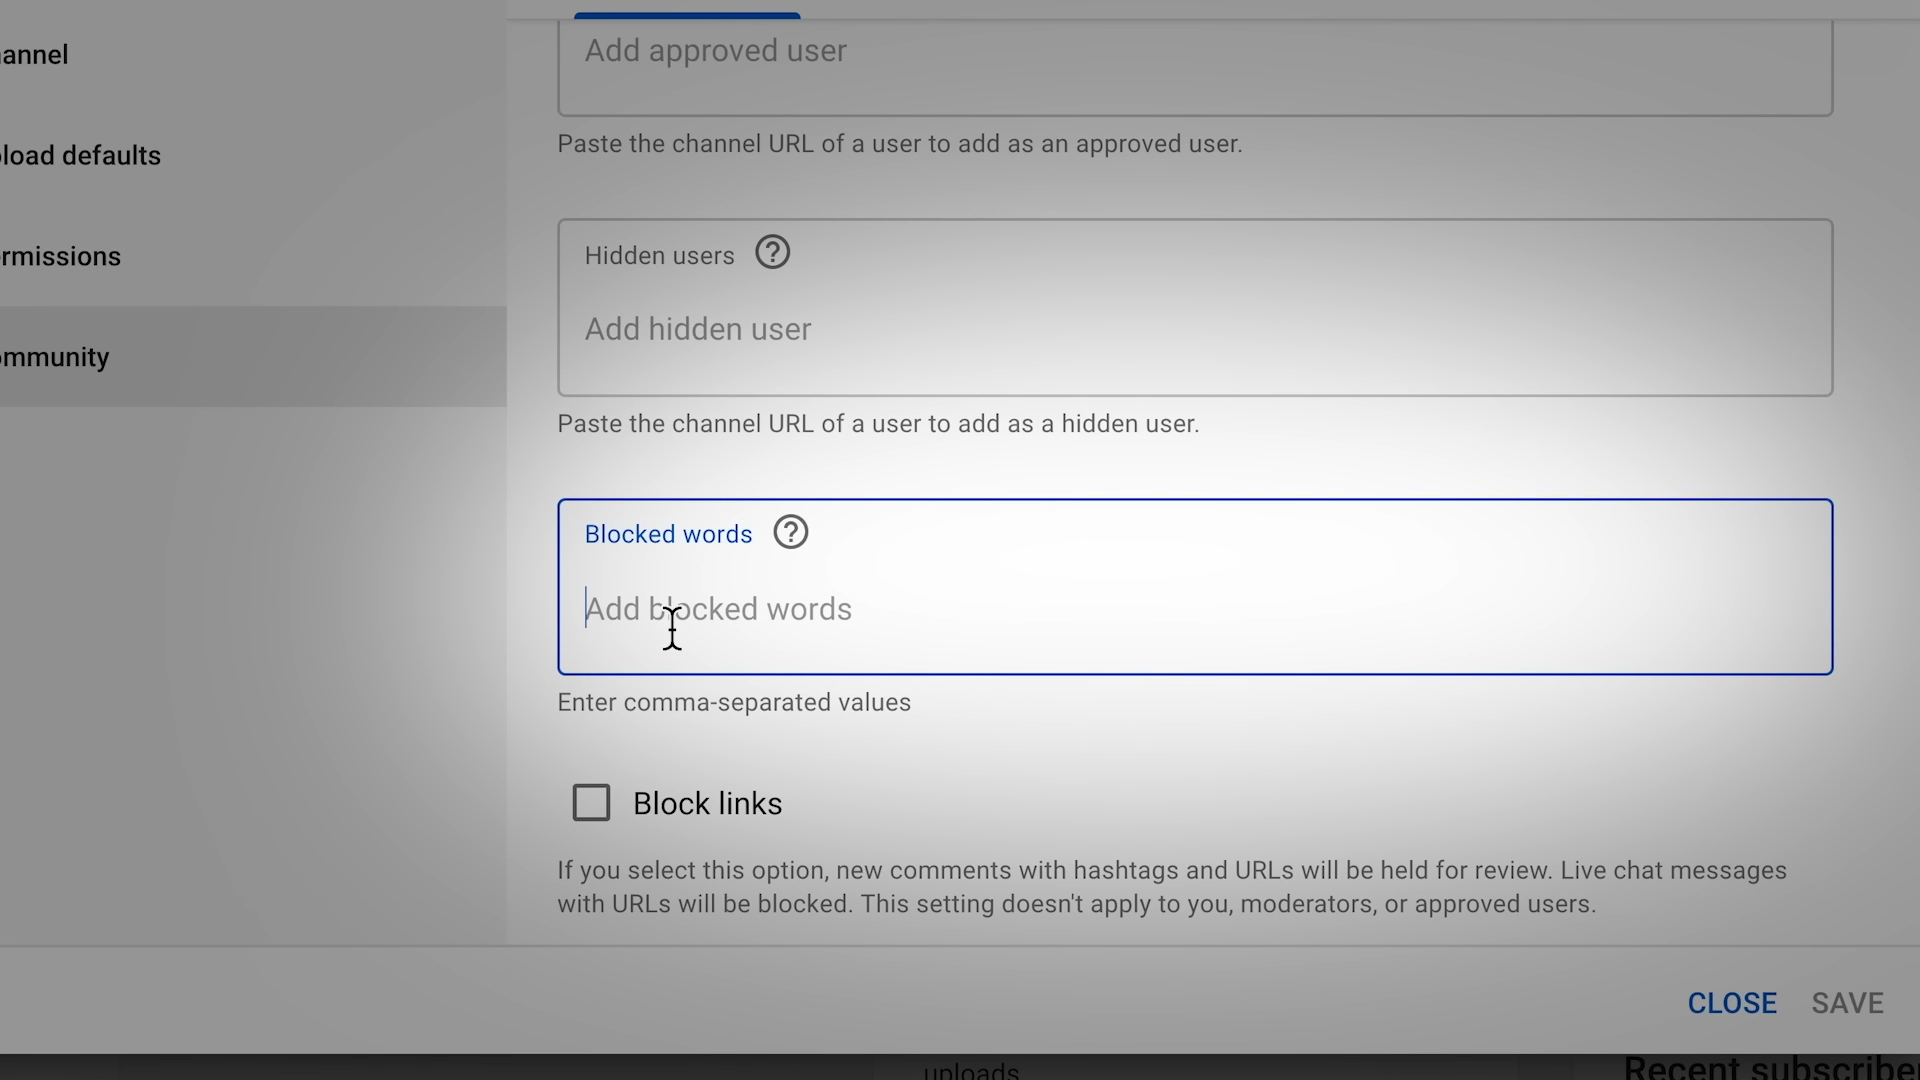 annel
Add approved user
Paste the channel URL of a user to add as an approved user.
load defaults
rmissions
Hidden users
Add hidden user
ommunity
Paste the channel URL of a user to add as a hidden user.
Blocked words
Add blocked words
Enter comma-separated values
Block links
If you select this option, new comments with hashtags and URLs will be held for review. Live chat messages
with URLs will be blocked. This setting doesn't apply to you, moderators, or approved users.
CLOSE SAVE
uploads
Recent subscribe